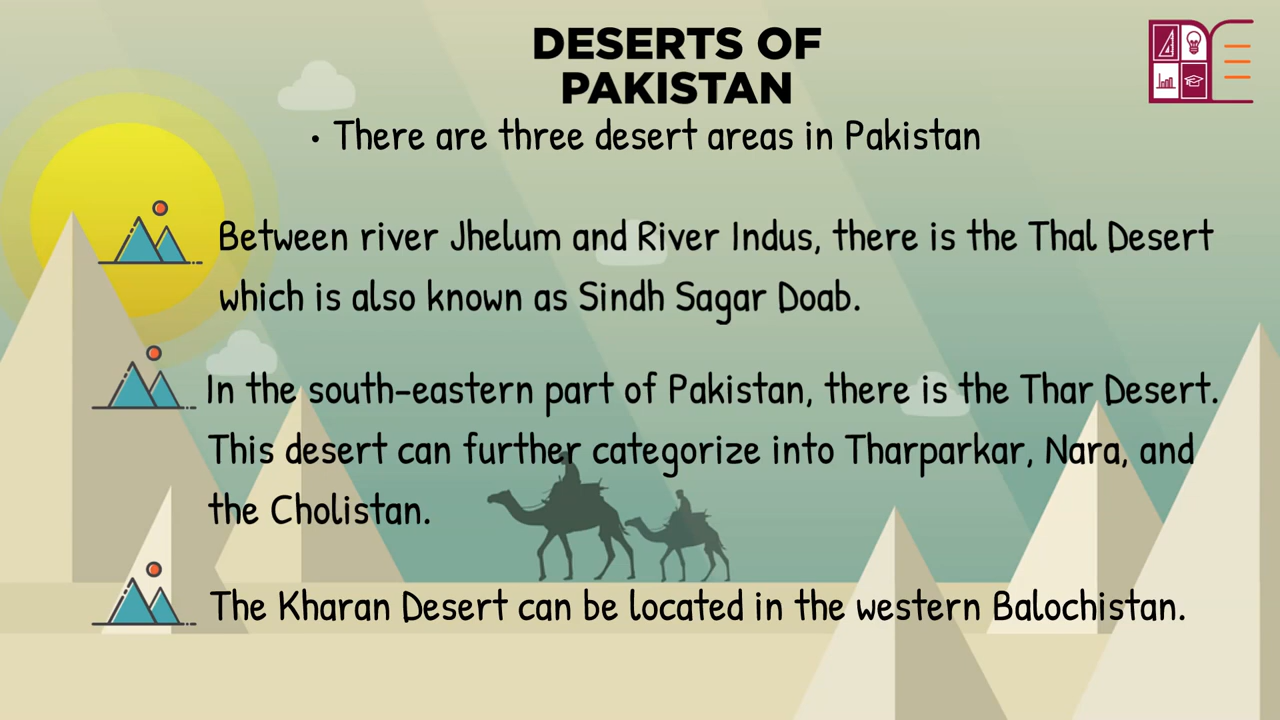 DESERTS OF
PAKISTAN
• There are three desert areas in Pakistan
Between river Jhelum and River Indus, there is the Thal Desert
which is also known as Sindh Sagar Doab.
In the south-eastern part of Pakistan, there is the Thar Desert.
This desert can further categorize into Tharparkar, Nara, and
the Cholistan.
The Kharan Desert can be located in the western Balochistan.